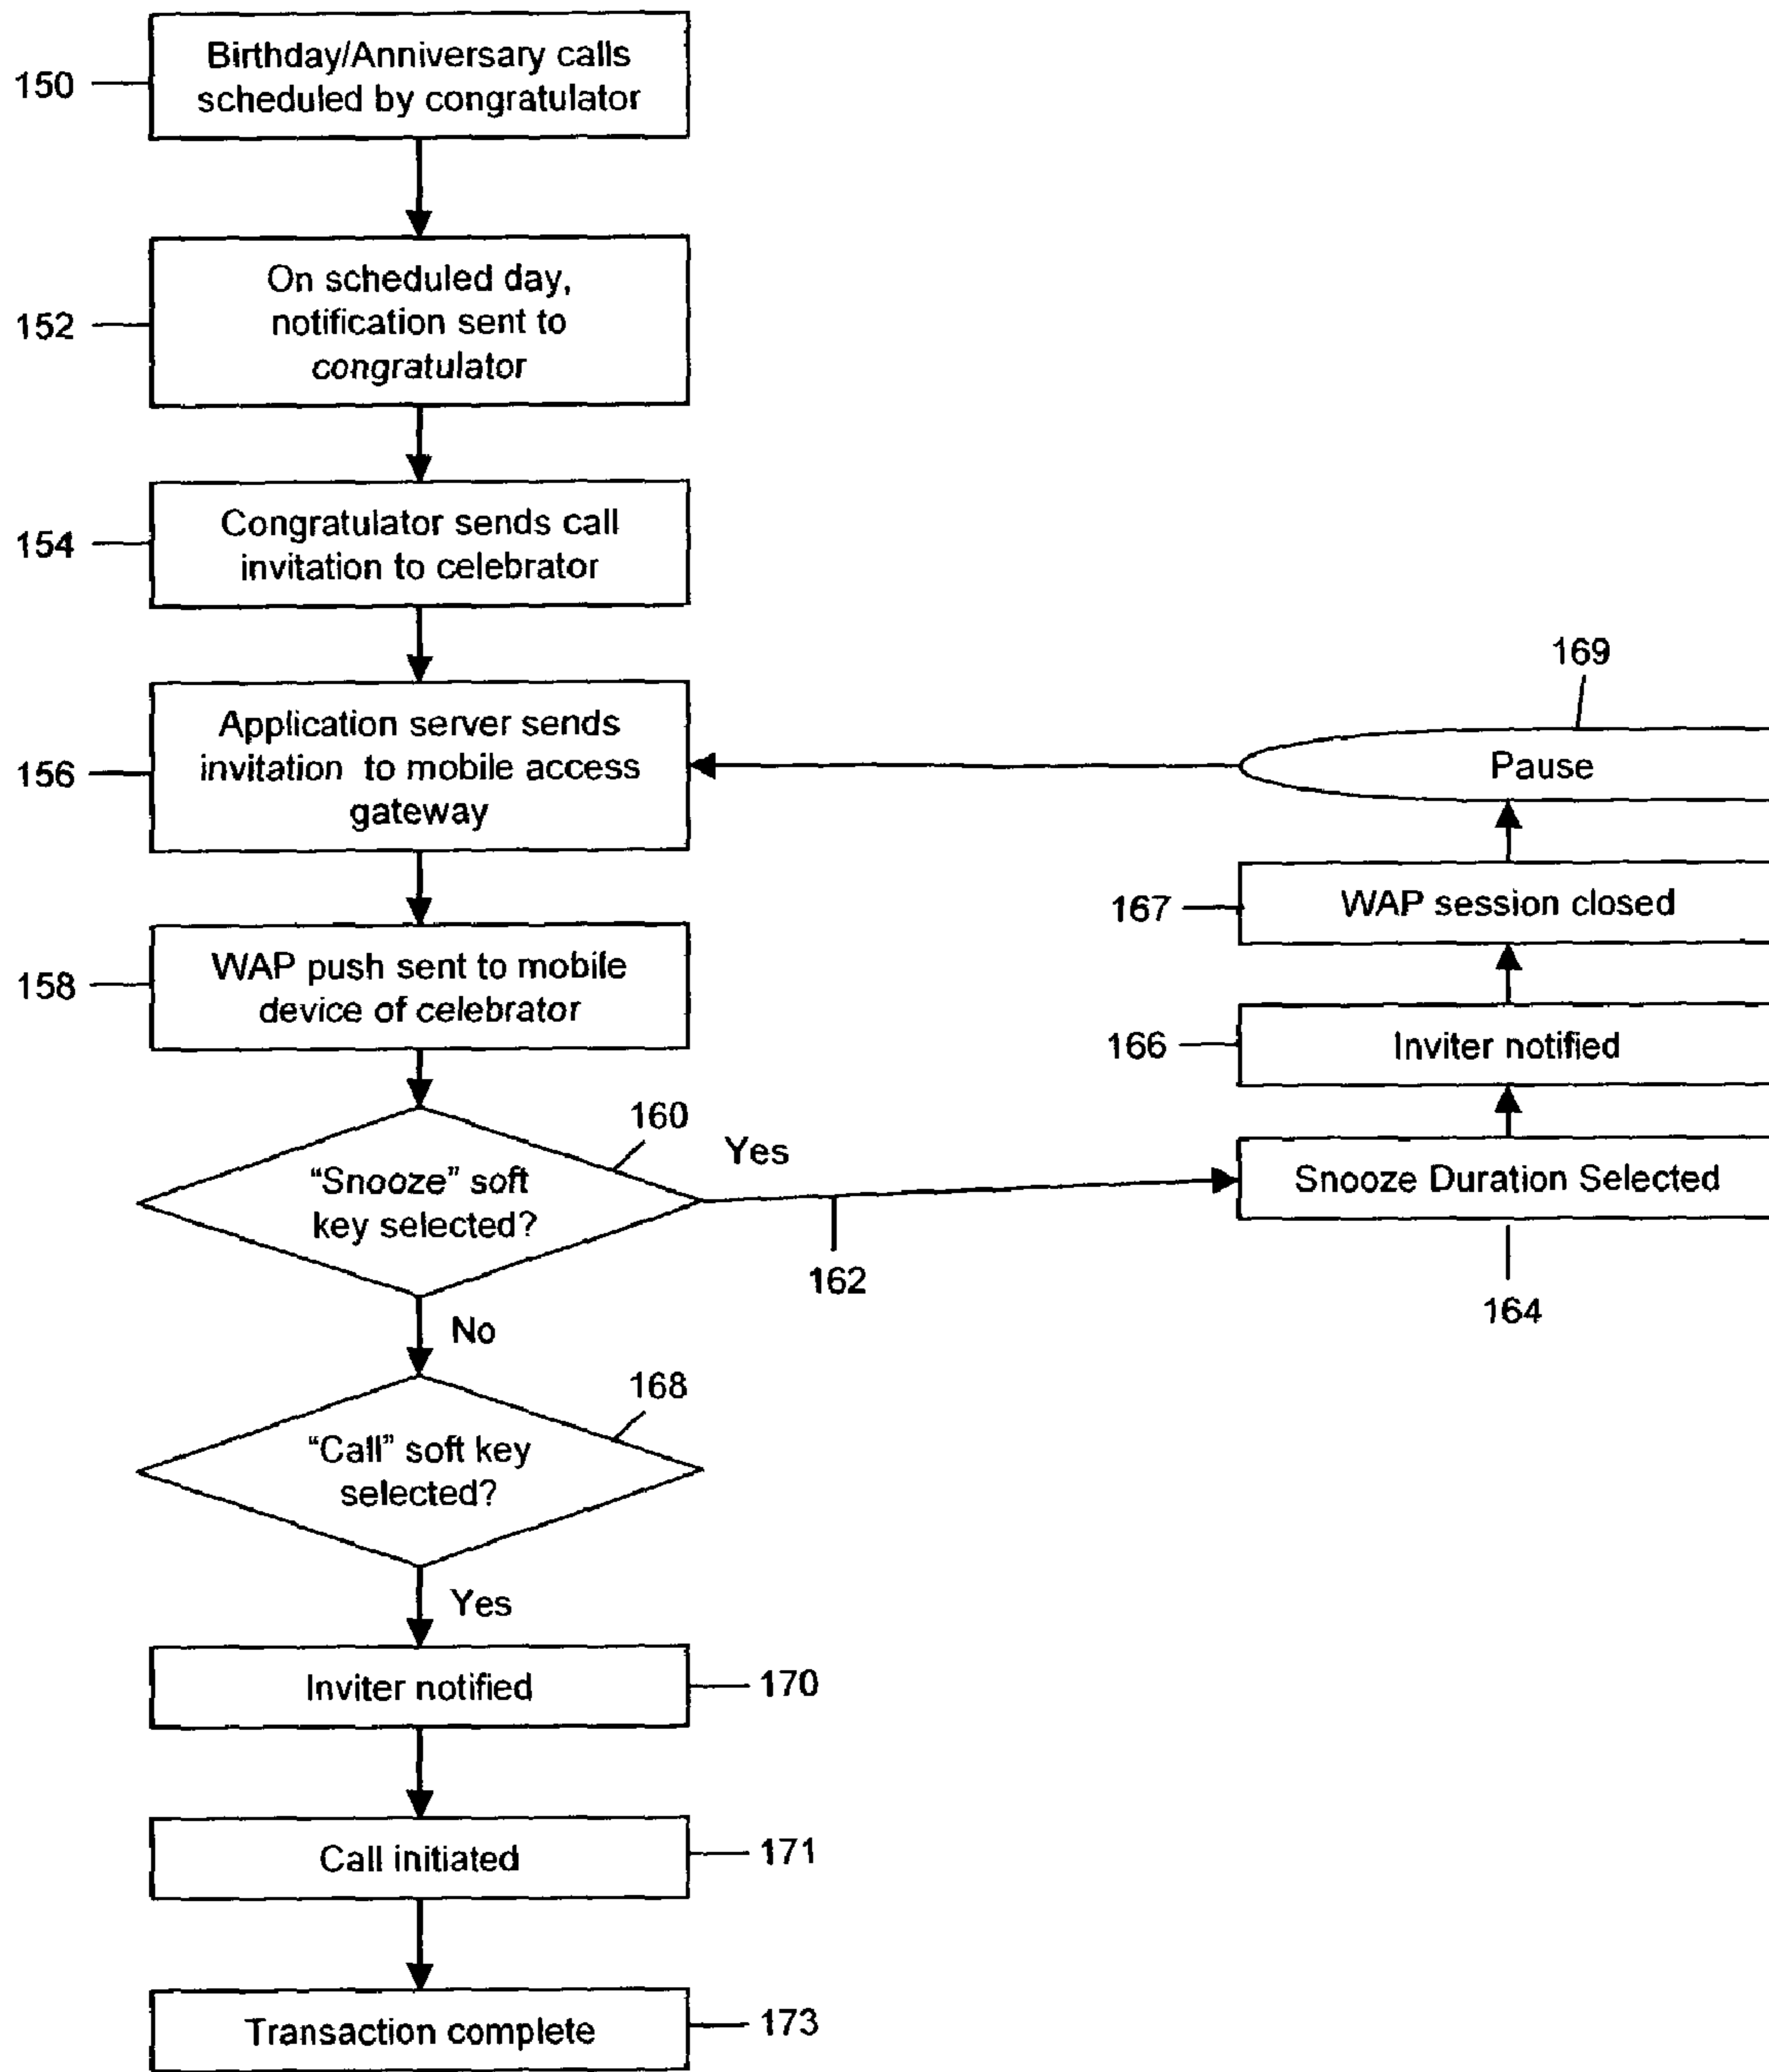 150
Birthday/Anniversary calls
scheduled by congratulator
152
On scheduled day,
notification sent to
congratulator
154
Congratulator sends call
invitation to celebrator
156
Application server sends
invitation to mobile access
gateway
169
Pause
167
WAP session closed
158
WAP push sent to mobile
device of celebrator
166
Inviter notified
160
"Snooze" soft
key selected?
Yes
162
Snooze Duration Selected
164
No
168
"Call" soft key
selected?
Yes
Inviter notified
170
Call initiated
171
Transaction complete
173